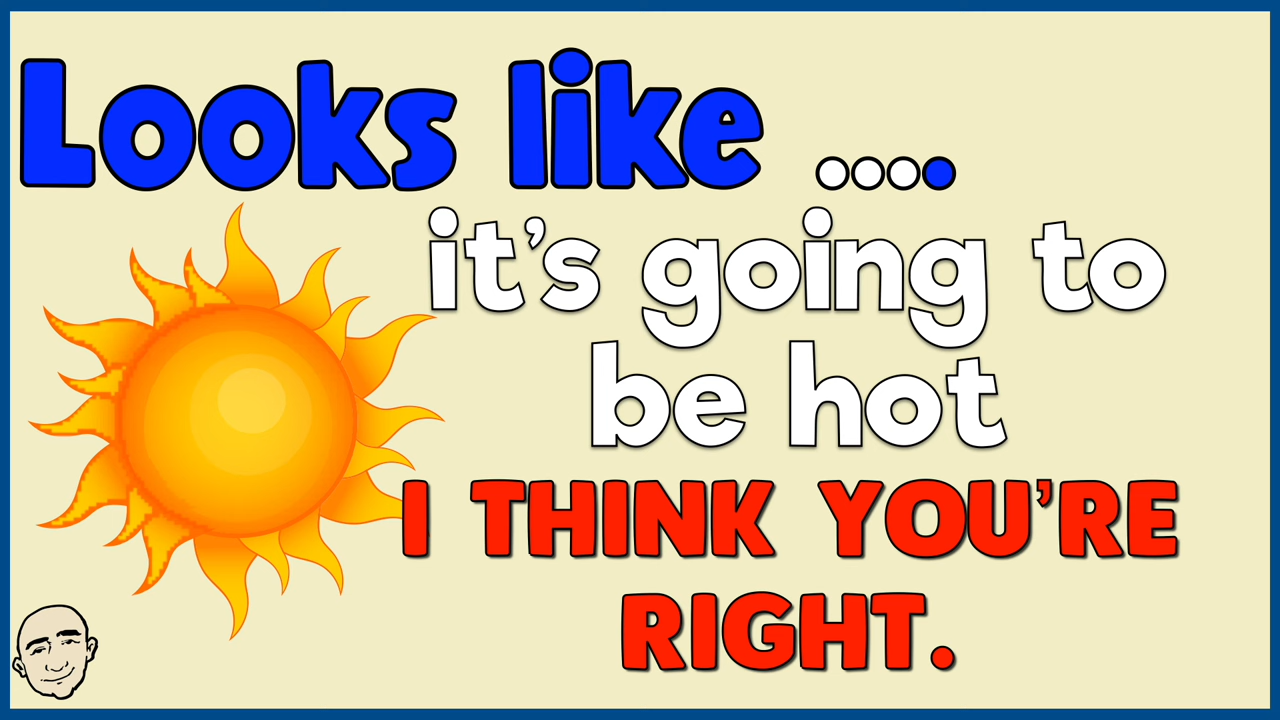 Looks like ....
it's going to
be hot
I THINK YOU'RE
RIGHT.